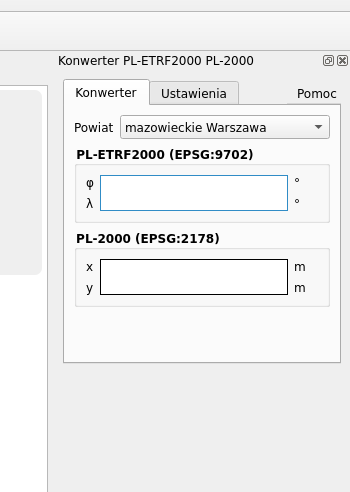 Konwerter PL-ETRF2000 PL-2000
Konwerter Ustawienia Pomoc
Powiat mazowieckie Warszawa
PL-ETRF2000 (EPSG:9702)
φ °
λ °
PL-2000 (EPSG:2178)
x m
y m